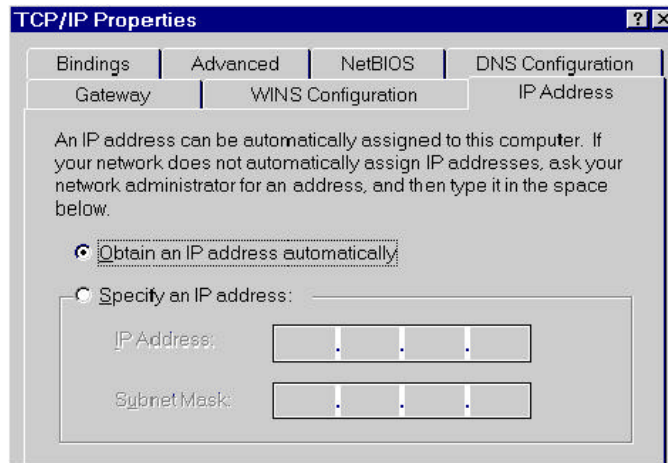 TCP/IP Properties
Bindings Advanced NetBIOS DNS Configuration
Gateway WINS Configuration IP Address
An IP address can be automatically assigned to this computer. If
your network does not automatically assign IP addresses, ask your
network administrator for an address, and then type it in the space
below.
Obtain an IP address automatically
Specify an IP address:
IP Address:
Subnet Mask: